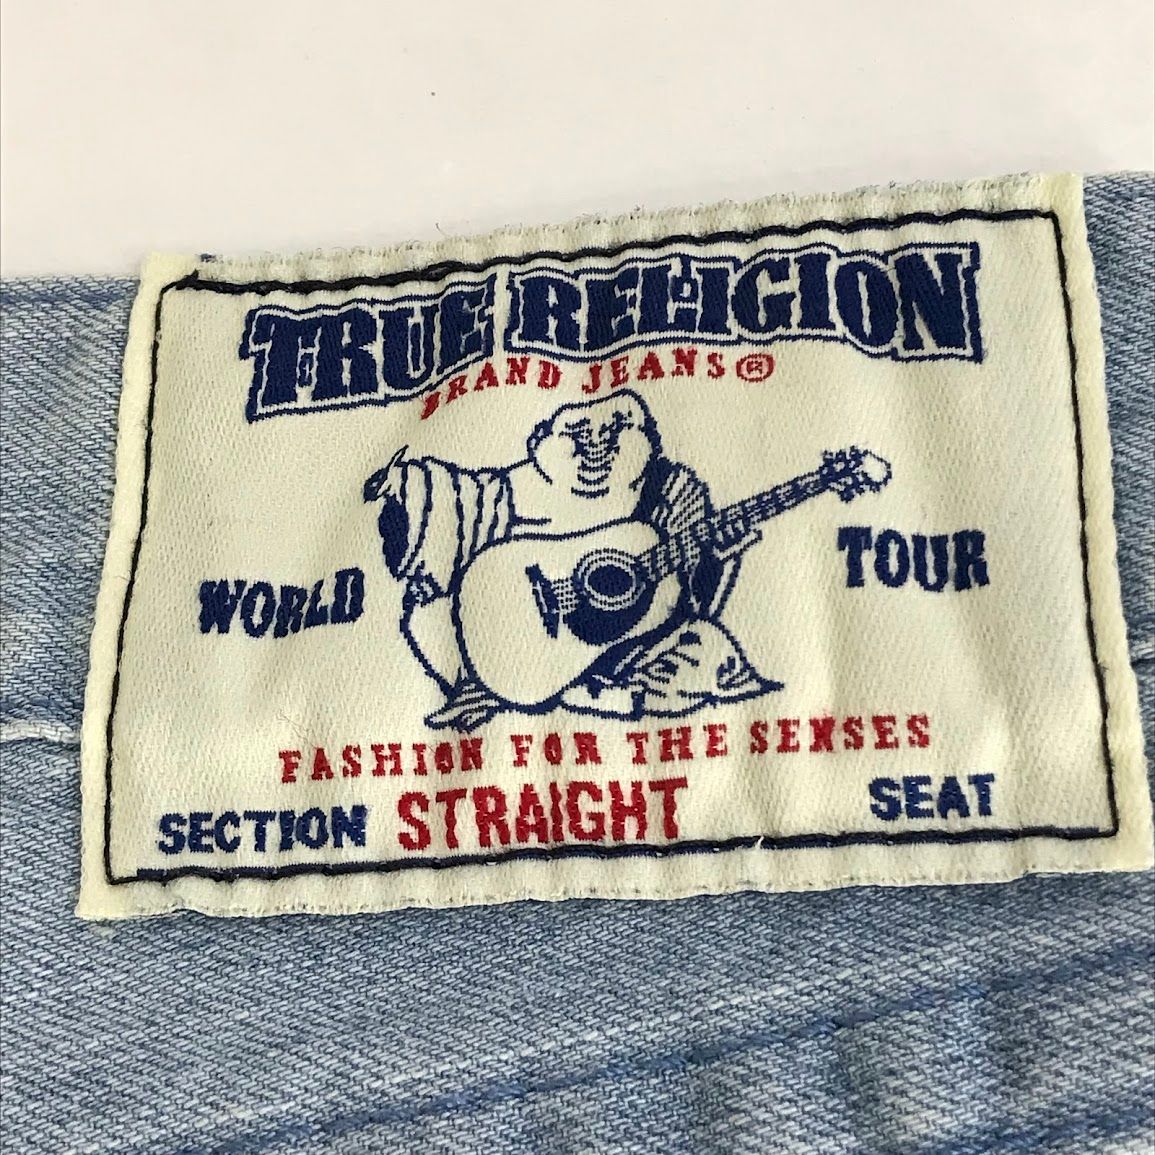 TRUE RELIGION
BRAND JEANS®
WORLD TOUR
FASHION FOR THE SENSES
SECTION STRAIGHT SEAT